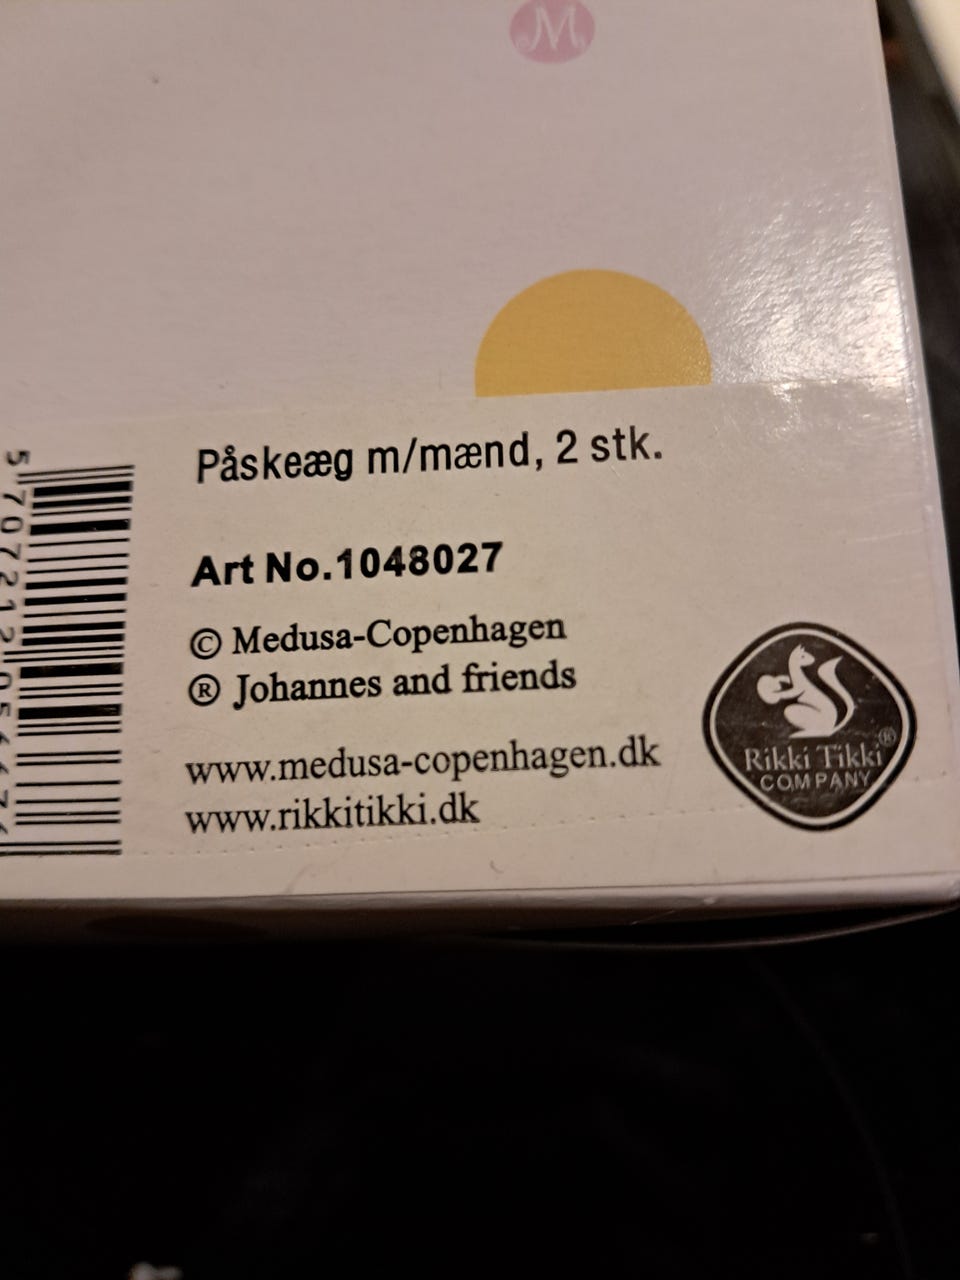 M
Påskeæg m/mænd, 2 stk.
Art No.1048027
© Medusa-Copenhagen
® Johannes and friends
www.medusa-copenhagen.dk
www.rikkitikki.dk
Rikki Tikki®
COMPANY